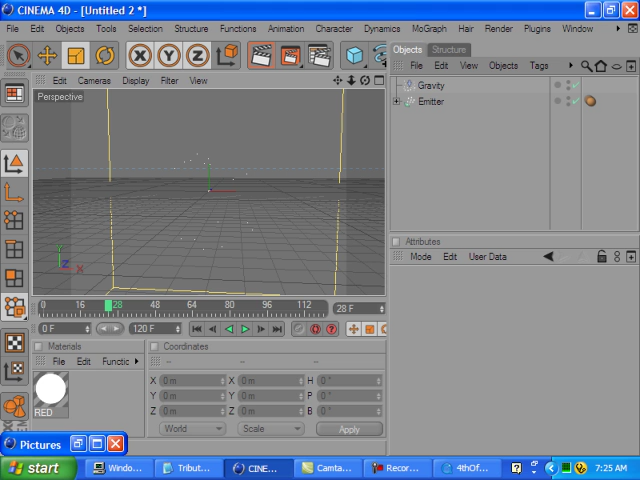 CINEMA 4D - [Untitled 2 *]
File Edit Objects Tools Selection Structure Functions Animation Character Dynamics MoGraph Hair Render Plugins Window
Objects Structure
File Edit View Objects Tags
Gravity
Emitter
Edit Cameras Display Filter View
Perspective
Y
Z
X
0 16 28 48 64 80 96 112 28 F
0 F 120 F
Attributes
Mode Edit User Data
Materials
File Edit Functic
RED
Coordinates
-- -- --
X 0 m X 0 m H 0 °
Y 0 m Y 0 m P 0 °
Z 0 m Z 0 m B 0 °
World Scale Apply
Pictures
start Windo... Tribut... CINE... Camta... Recor... 4thOf... 7:25 AM